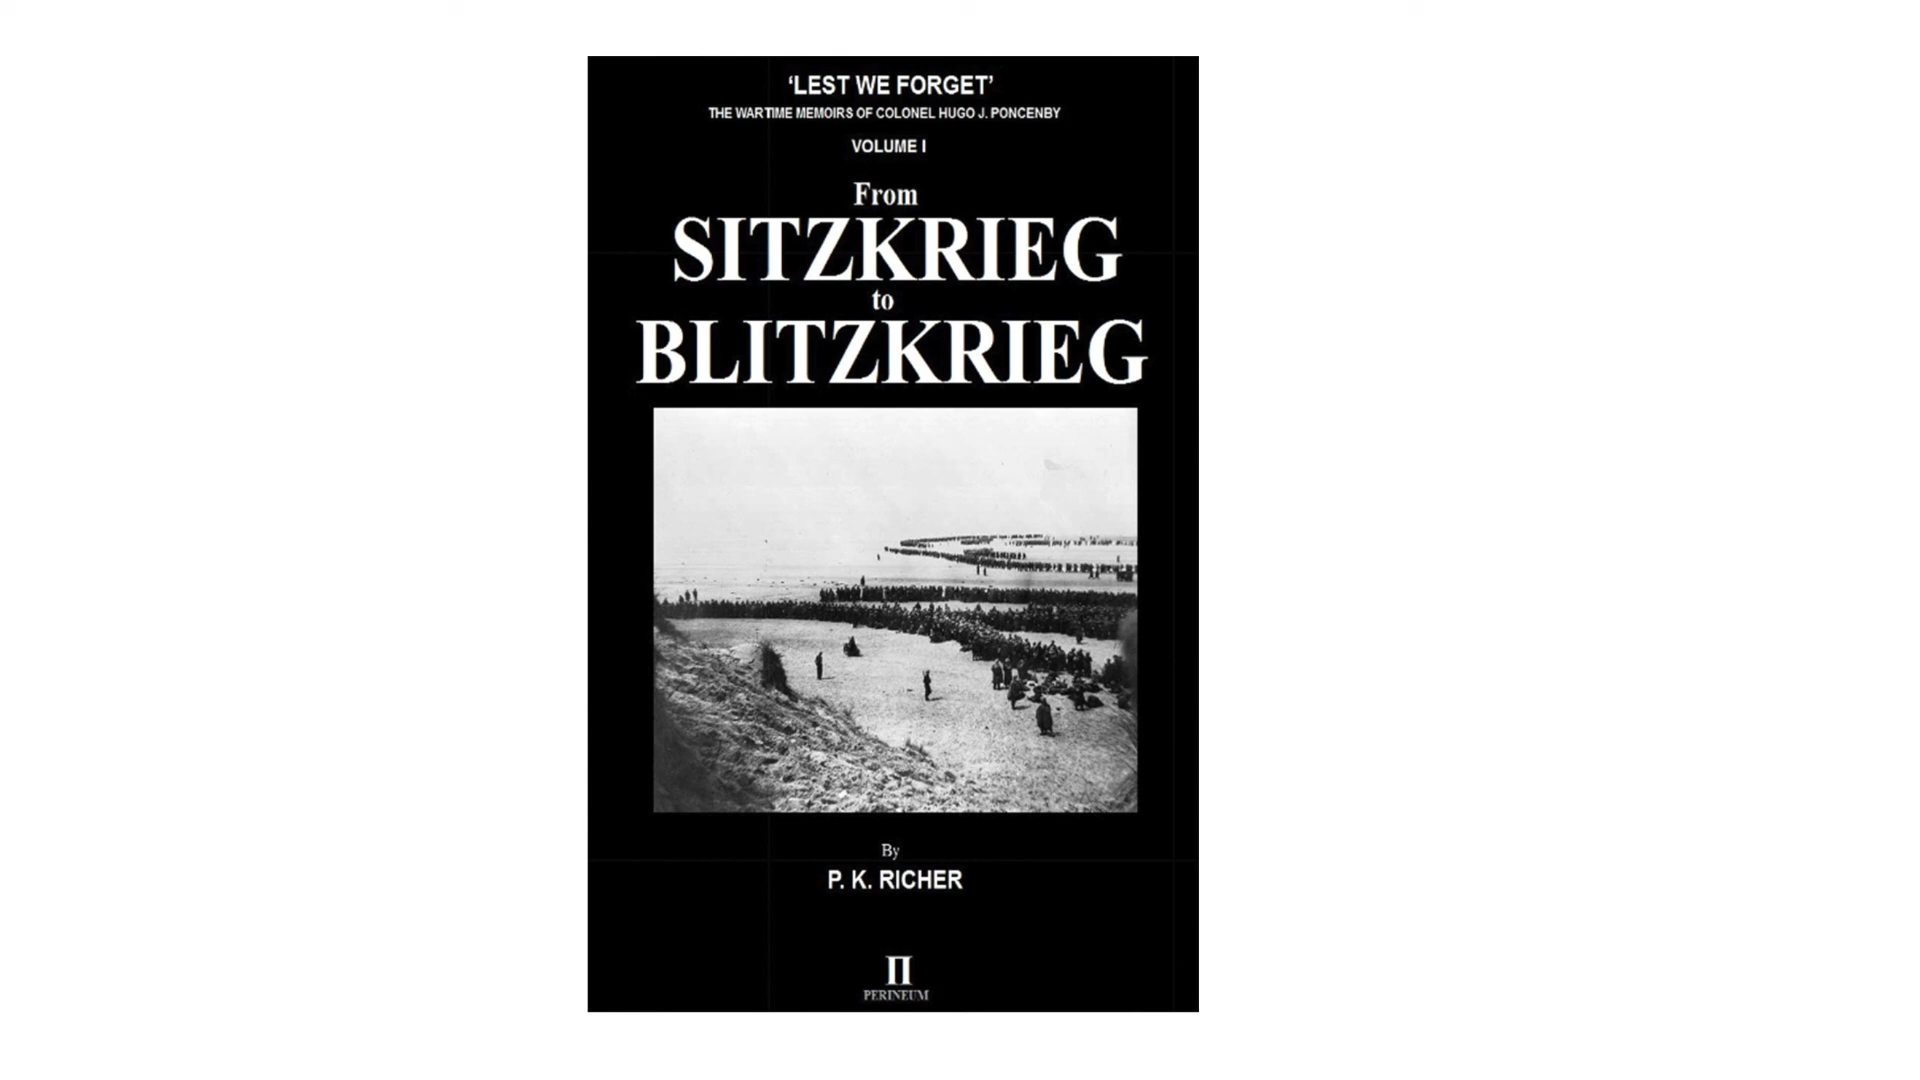 ‘LEST WE FORGET’
THE WARTIME MEMOIRS OF COLONEL HUGO J. PONCENBY
VOLUME I
From
SITZKRIEG
to
BLITZKRIEG
By
P. K. RICHER
Π
PERINEUM